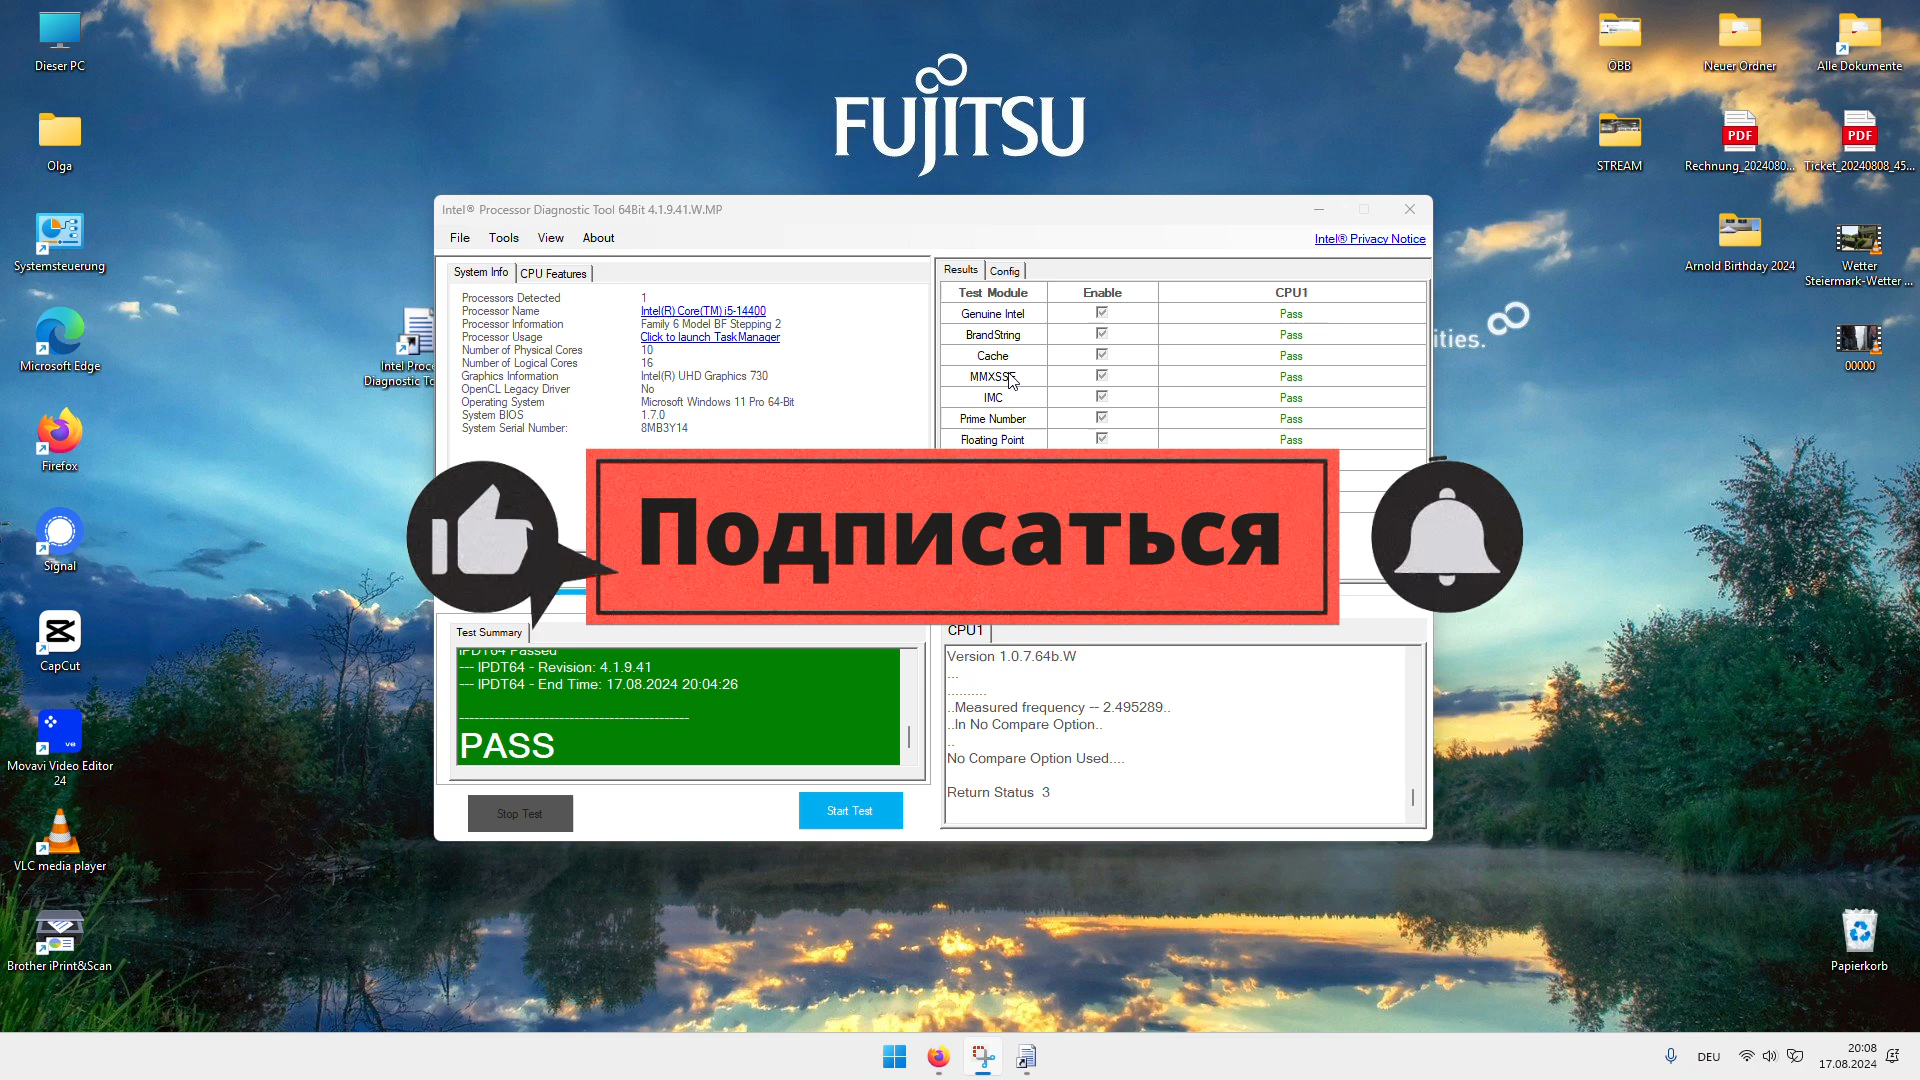 Dieser PC
Olga
Systemsteuerung
Microsoft Edge
Firefox
Signal
CapCut
Movavi Video Editor
24
VLC media player
Brother iPrint&Scan
FUJITSU
Intel Proce
Diagnostic To
Intel® Processor Diagnostic Tool 64Bit 4.1.9.41.W.MP
File Tools View About
Intel® Privacy Notice
System Info CPU Features
Processors Detected 1
Processor Name Intel(R) Core(TM) i5-14400
Processor Information Family 6 Model BF Stepping 2
Processor Usage Click to launch TaskManager
Number of Physical Cores 10
Number of Logical Cores 16
Graphics Information Intel(R) UHD Graphics 730
OpenCL Legacy Driver No
Operating System Microsoft Windows 11 Pro 64-Bit
System BIOS 1.7.0
System Serial Number: 8MB3Y14
Results Config
Test Module Enable CPU1
Genuine Intel Pass
BrandString Pass
Cache Pass
MMXSSE Pass
IMC Pass
Prime Number Pass
Floating Point Pass
Подписаться
Test Summary
IPDT64 Passed
--- IPDT64 - Revision: 4.1.9.41
--- IPDT64 - End Time: 17.08.2024 20:04:26
----------------------------------------------
PASS
Stop Test Start Test
CPU1
Version 1.0.7.64b.W
...
..........
..Measured frequency -- 2.495289..
..In No Compare Option..
..
No Compare Option Used....
Return Status 3
ities.
OBB
Neuer Ordner
Alle Dokumente
STREAM
PDF
Rechnung_2024080...
PDF
Ticket_20240808_45...
Arnold Birthday 2024
Wetter
Steiermark-Wetter ...
00000
Papierkorb
DEU
20:08
17.08.2024